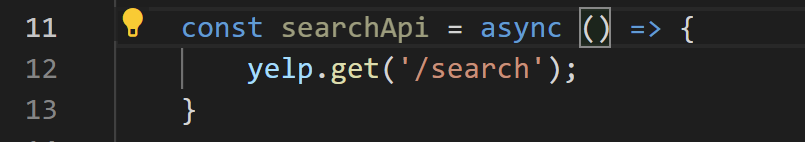 11 const searchApi = async () => {
12 yelp.get('/search');
13 }